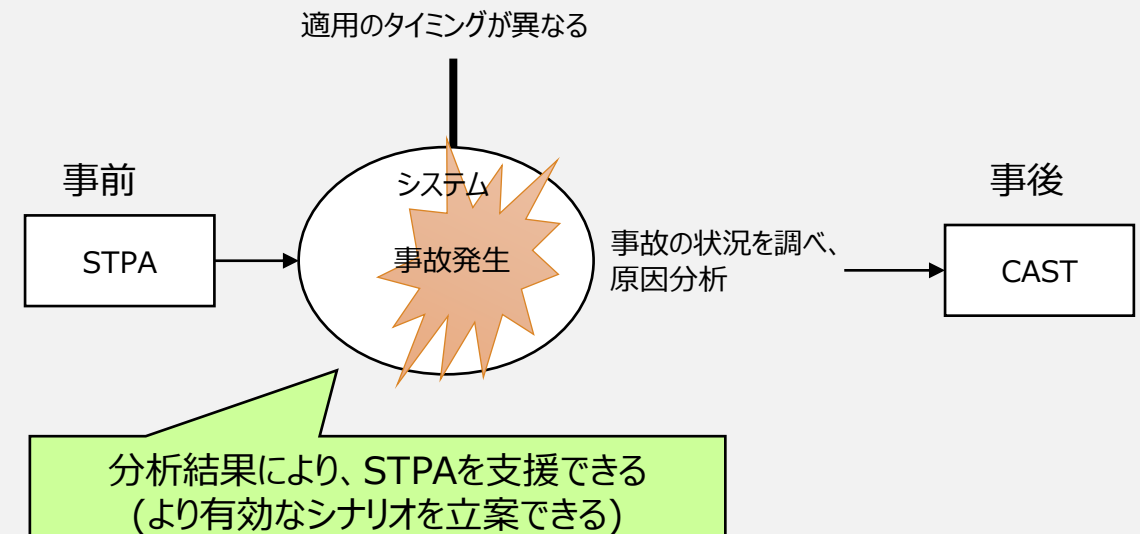 適用のタイミングが異なる
事前
事後
システム
STPA
事故発生
事故の状況を調べ、
原因分析
CAST
分析結果により、STPAを支援できる
(より有効なシナリオを立案できる)